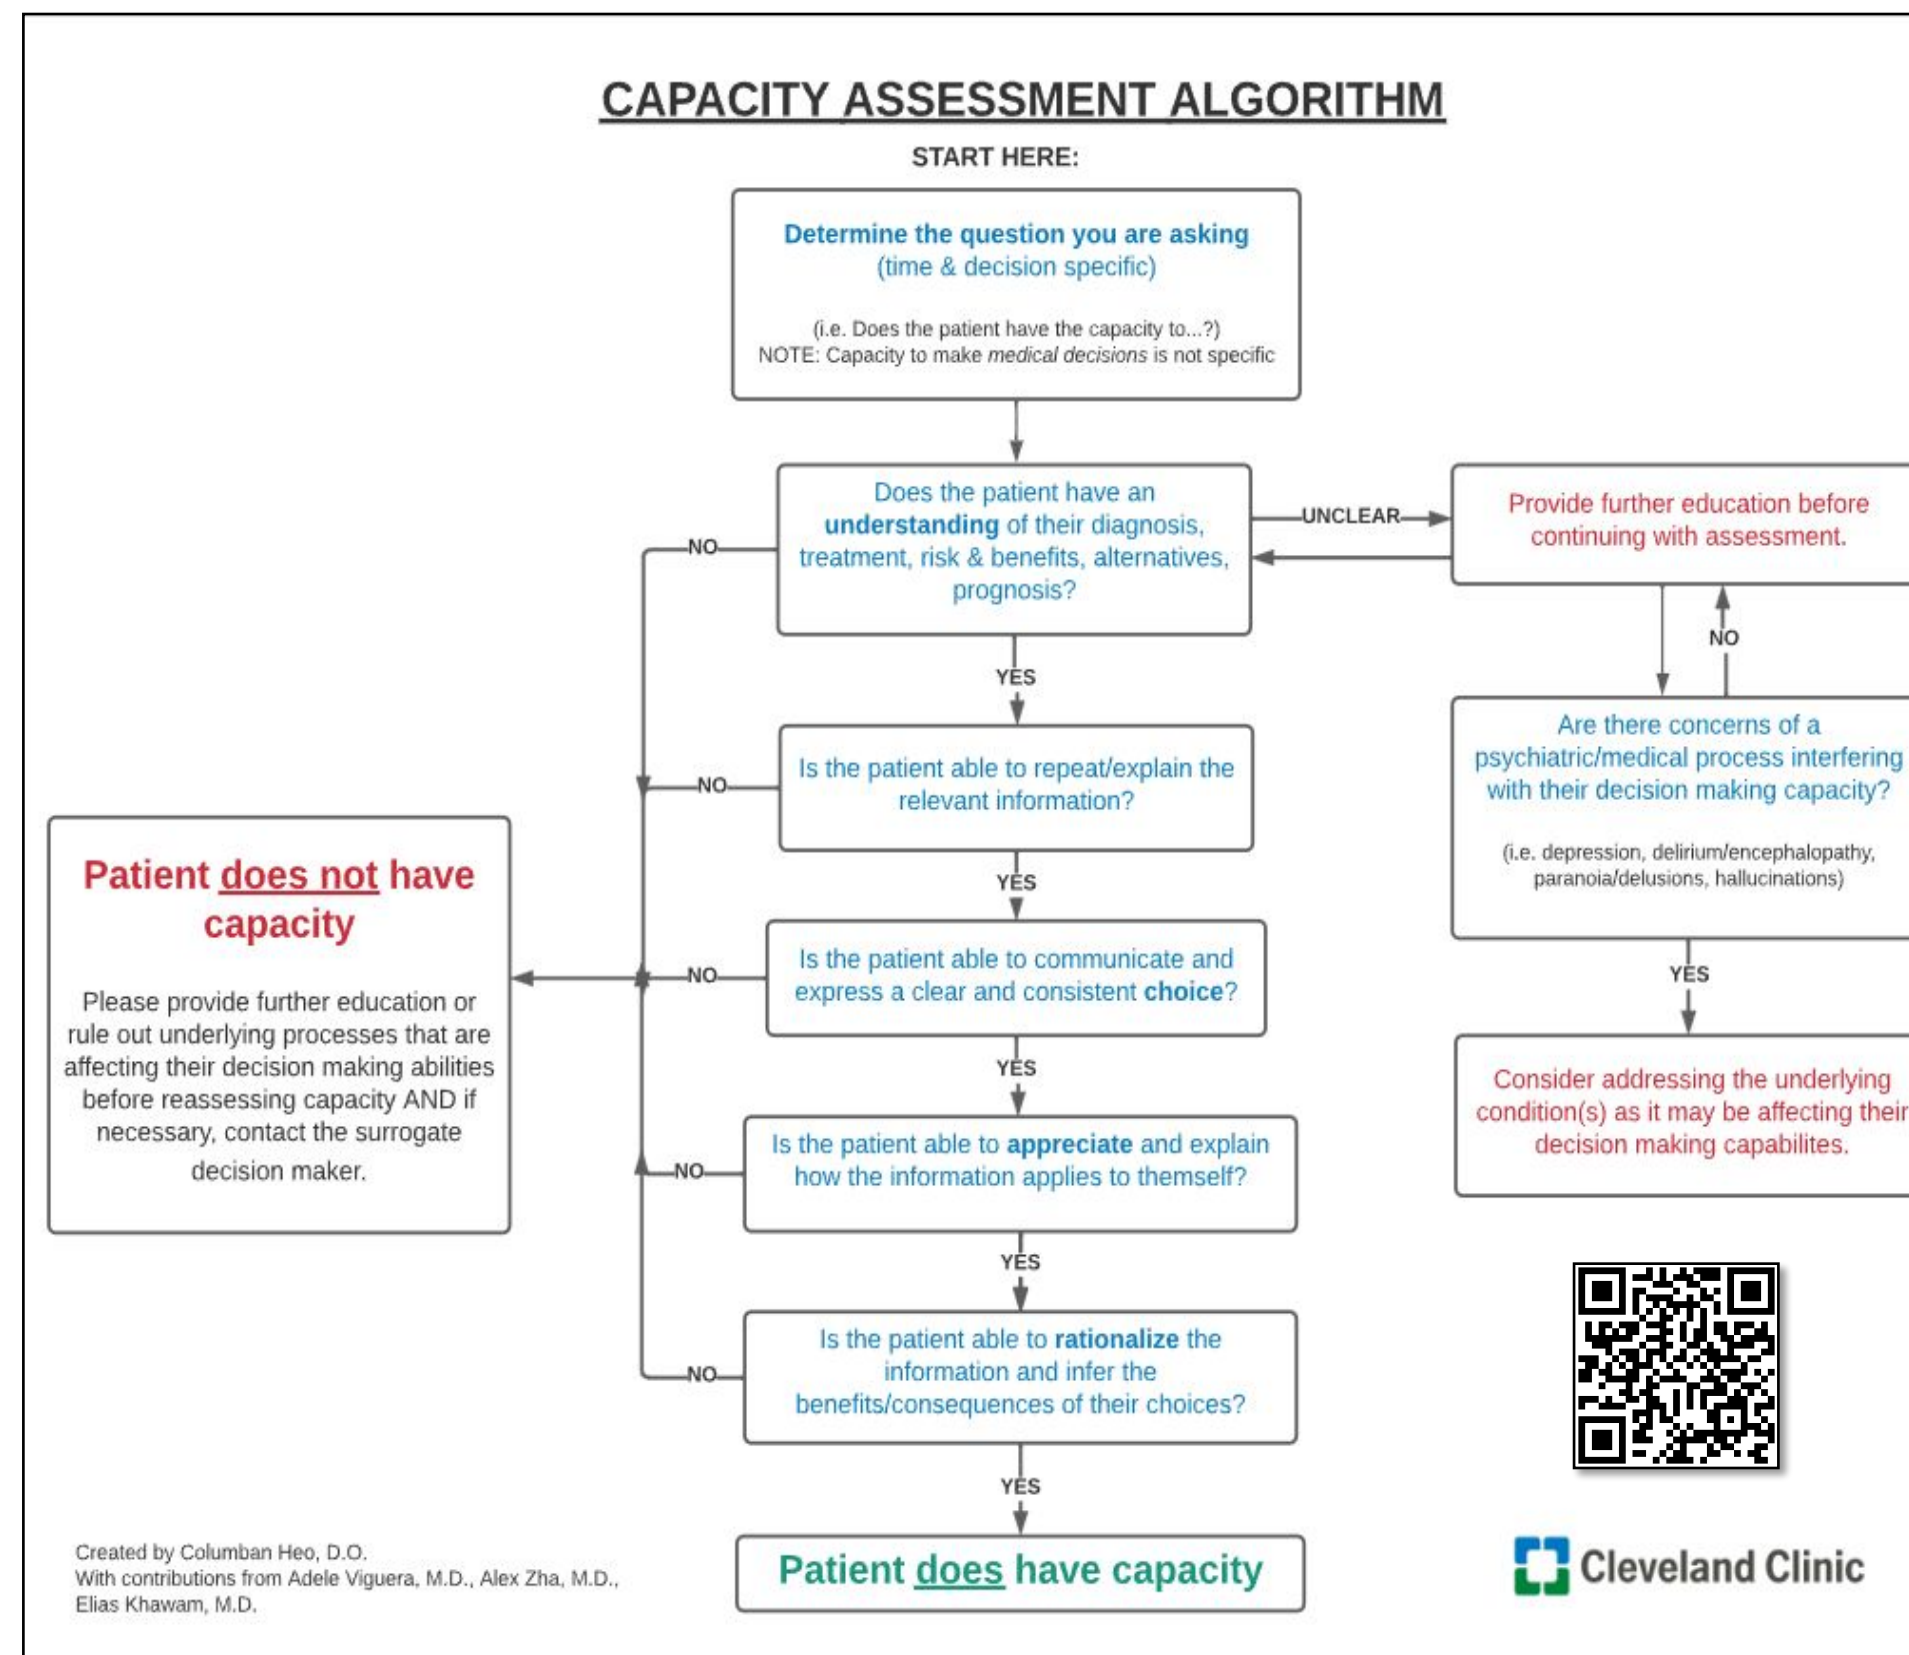 CAPACITY ASSESSMENT ALGORITHM
START HERE:
Determine the question you are asking
(time & decision specific)
(i.e. Does the patient have the capacity to...?)
NOTE: Capacity to make medical decisions is not specific
Does the patient have an
understanding of their diagnosis,
treatment, risk & benefits, alternatives,
prognosis?
UNCLEAR
Provide further education before
continuing with assessment.
NO
YES
NO
Are there concerns of a
psychiatric/medical process interfering
with their decision making capacity?
(i.e. depression, delirium/encephalopathy,
paranoia/delusions, hallucinations)
YES
Consider addressing the underlying
condition(s) as it may be affecting their
decision making capabilites.
Is the patient able to repeat/explain the
relevant information?
NO
YES
Is the patient able to communicate and
express a clear and consistent choice?
NO
YES
Is the patient able to appreciate and explain
how the information applies to themself?
NO
YES
Is the patient able to rationalize the
information and infer the
benefits/consequences of their choices?
NO
YES
Patient does have capacity
Patient does not have
capacity
Please provide further education or
rule out underlying processes that are
affecting their decision making abilities
before reassessing capacity AND if
necessary, contact the surrogate
decision maker.
Created by Columban Heo, D.O.
With contributions from Adele Viguera, M.D., Alex Zha, M.D.,
Elias Khawam, M.D.
Cleveland Clinic